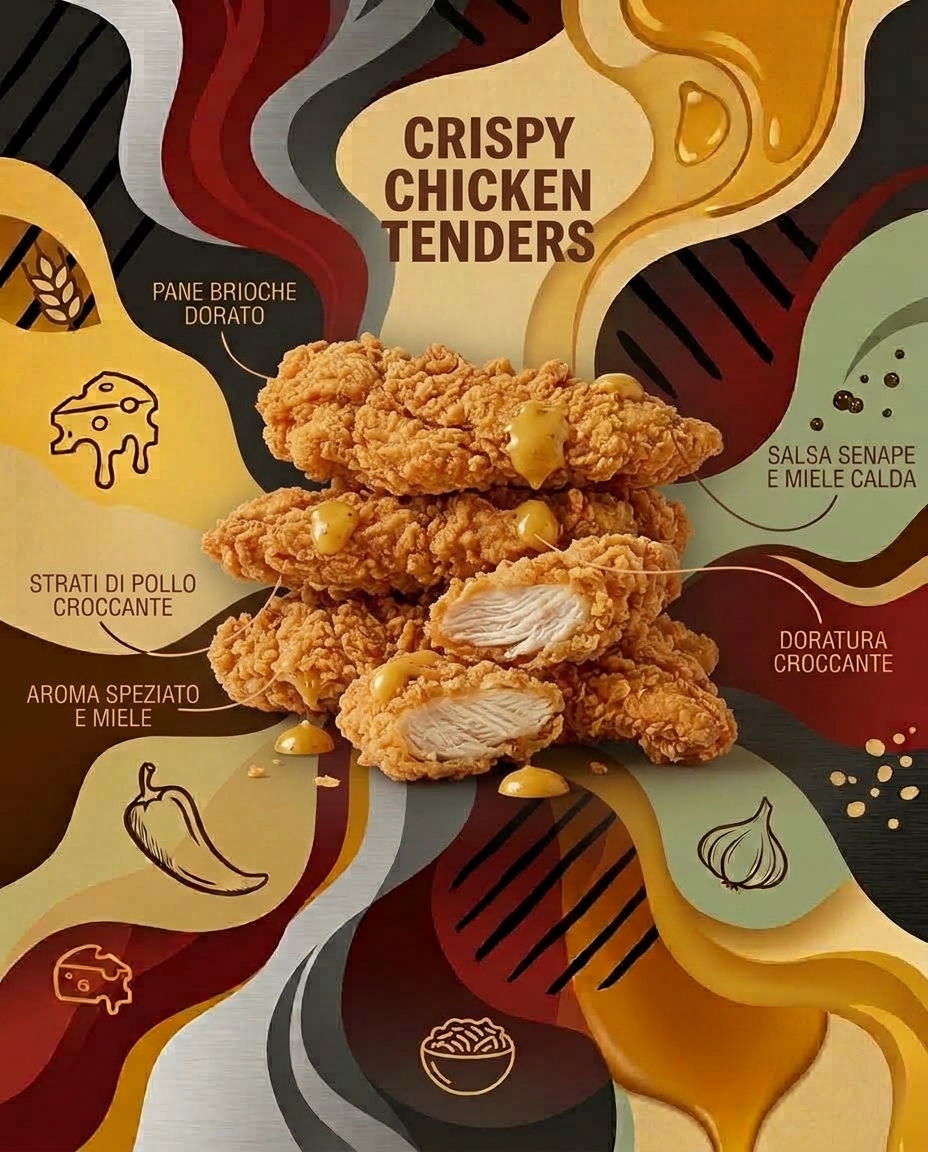 CRISPY
CHICKEN
TENDERS
PANE BRIOCHE
DORATO
SALSA SENAPE
E MIELE CALDA
STRATI DI POLLO
CROCCANTE
DORATURA
CROCCANTE
AROMA SPEZIATO
E MIELE